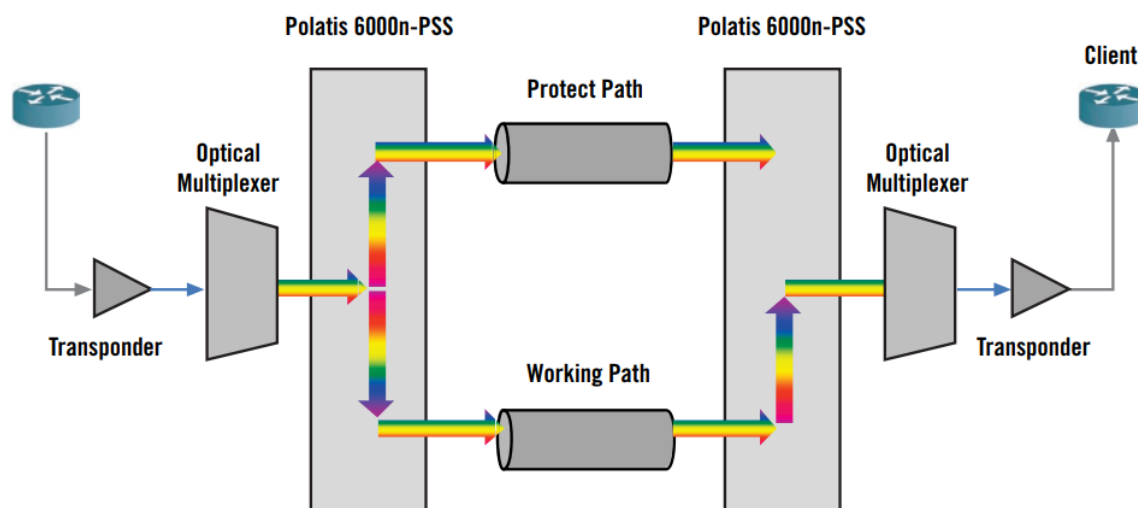 Polatis 6000n-PSS
Polatis 6000n-PSS
Client
Protect Path
Optical
Multiplexer
Optical
Multiplexer
Transponder
Working Path
Transponder